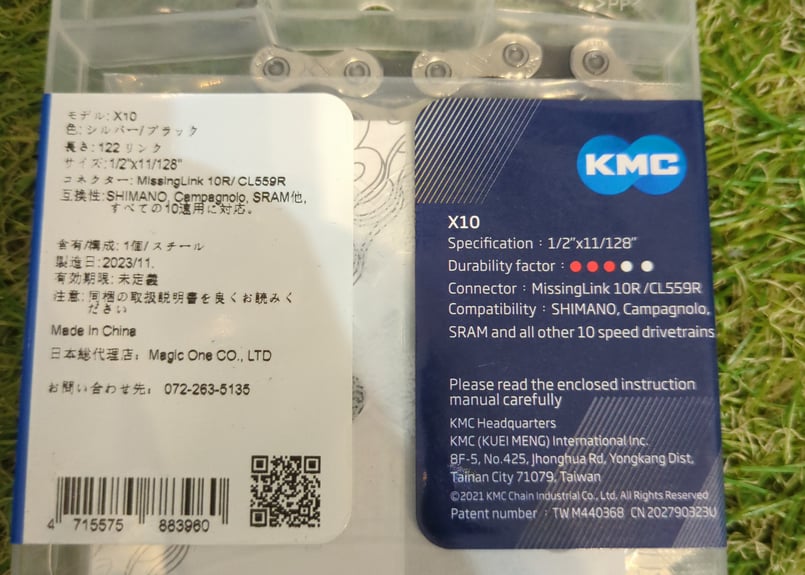 >PP<
モデル: X10
色: シルバー/ブラック
長さ: 122 リンク
サイズ: 1/2"x11/128"
コネクター: MissingLink 10R/ CL559R
互換性: SHIMANO, Campagnolo, SRAM他,
すべての10速用に対応。
含有/構成: 1個/ スチール
製造日: 2023/11.
有効期限: 未定義
注意: 同梱の取扱説明書を良くお読みく
ださい
Made in China
日本総代理店: Magic One CO., LTD
お問い合わせ先: 072-263-5135
4 715575 883960
KMC
X10
Specification : 1/2"x11/128"
Durability factor :
Connector : MissingLink 10R /CL559R
Compatibility : SHIMANO, Campagnolo,
SRAM and all other 10 speed drivetrains
Please read the enclosed instruction
manual carefully
KMC Headquarters
KMC (KUEI MENG) International Inc.
8F-5, No.425, Jhonghua Rd, Yongkang Dist,
Tainan City 71079, Taiwan
©2021 KMC Chain Industrial Co., Ltd. All Rights Reserved
Patent number : TW M440368 CN 202790323U